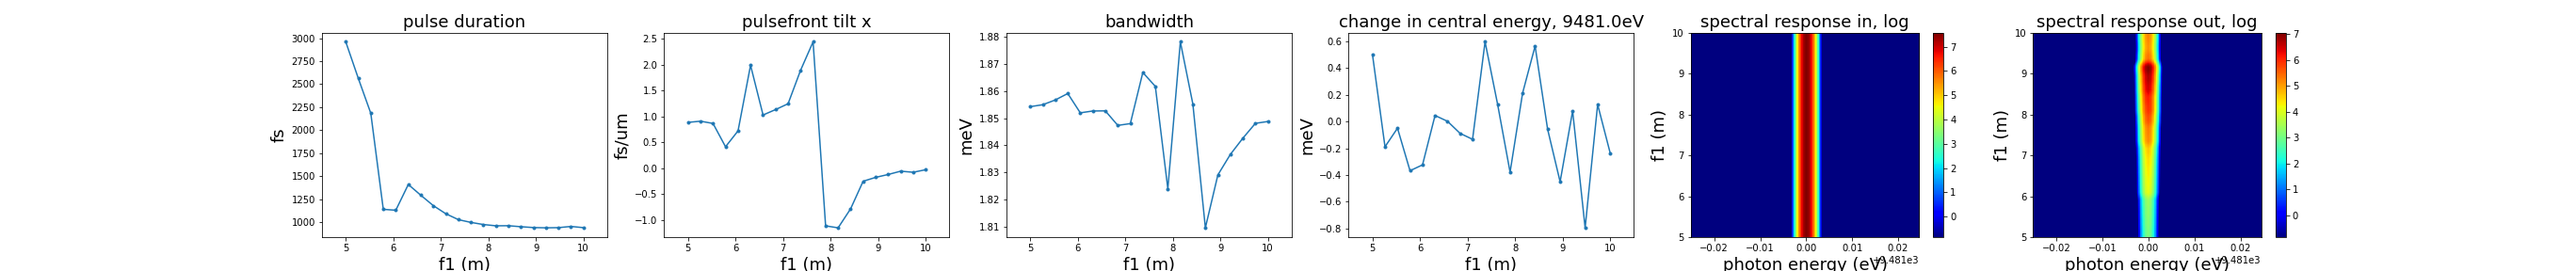 pulse duration
3000
2750
2500
2250
2000
1750
1500
1250
1000
fs
5 6 7 8 9 10
f1 (m)
pulsefront tilt x
2.5
2.0
1.5
1.0
0.5
0.0
−0.5
−1.0
fs/um
5 6 7 8 9 10
f1 (m)
bandwidth
1.88
1.87
1.86
1.85
1.84
1.83
1.82
1.81
meV
5 6 7 8 9 10
f1 (m)
change in central energy, 9481.0eV
0.6
0.4
0.2
0.0
−0.2
−0.4
−0.6
−0.8
meV
5 6 7 8 9 10
f1 (m)
spectral response in, log
10
9
8
7
6
5
f1 (m)
−0.02 −0.01 0.00 0.01 0.02
photon energy (eV)
+9.481e3
7
6
5
4
3
2
1
0
spectral response out, log
10
9
8
7
6
5
f1 (m)
−0.02 −0.01 0.00 0.01 0.02
photon energy (eV)
+9.481e3
7
6
5
4
3
2
1
0